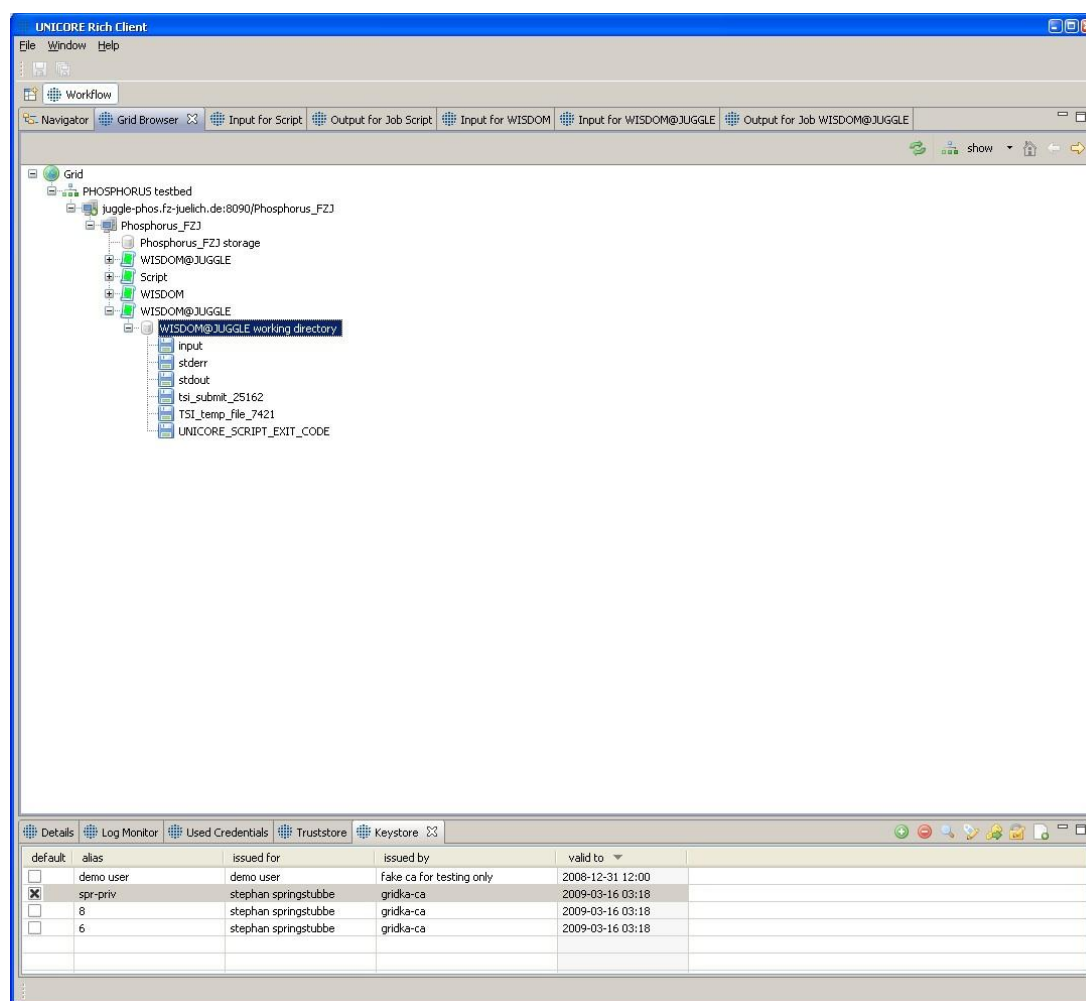 UNICORE Rich Client
File Window Help
Workflow
Navigator Grid Browser Input for Script Output for Job Script Input for WISDOM Input for WISDOM@JUGGLE Output for Job WISDOM@JUGGLE
show
Grid
PHOSPHORUS testbed
juggle-phos.fz-juelich.de:8090/Phosphorus_FZJ
Phosphorus_FZJ
Phosphorus_FZJ storage
WISDOM@JUGGLE
Script
WISDOM
WISDOM@JUGGLE
WISDOM@JUGGLE working directory
input
stderr
stdout
tsi_submit_25162
TSI_temp_file_7421
UNICORE_SCRIPT_EXIT_CODE
Details Log Monitor Used Credentials Truststore Keystore
default alias issued for issued by valid to
demo user demo user fake ca for testing only 2008-12-31 12:00
spr-priv stephan springstubbe gridka-ca 2009-03-16 03:18
8 stephan springstubbe gridka-ca 2009-03-16 03:18
6 stephan springstubbe gridka-ca 2009-03-16 03:18